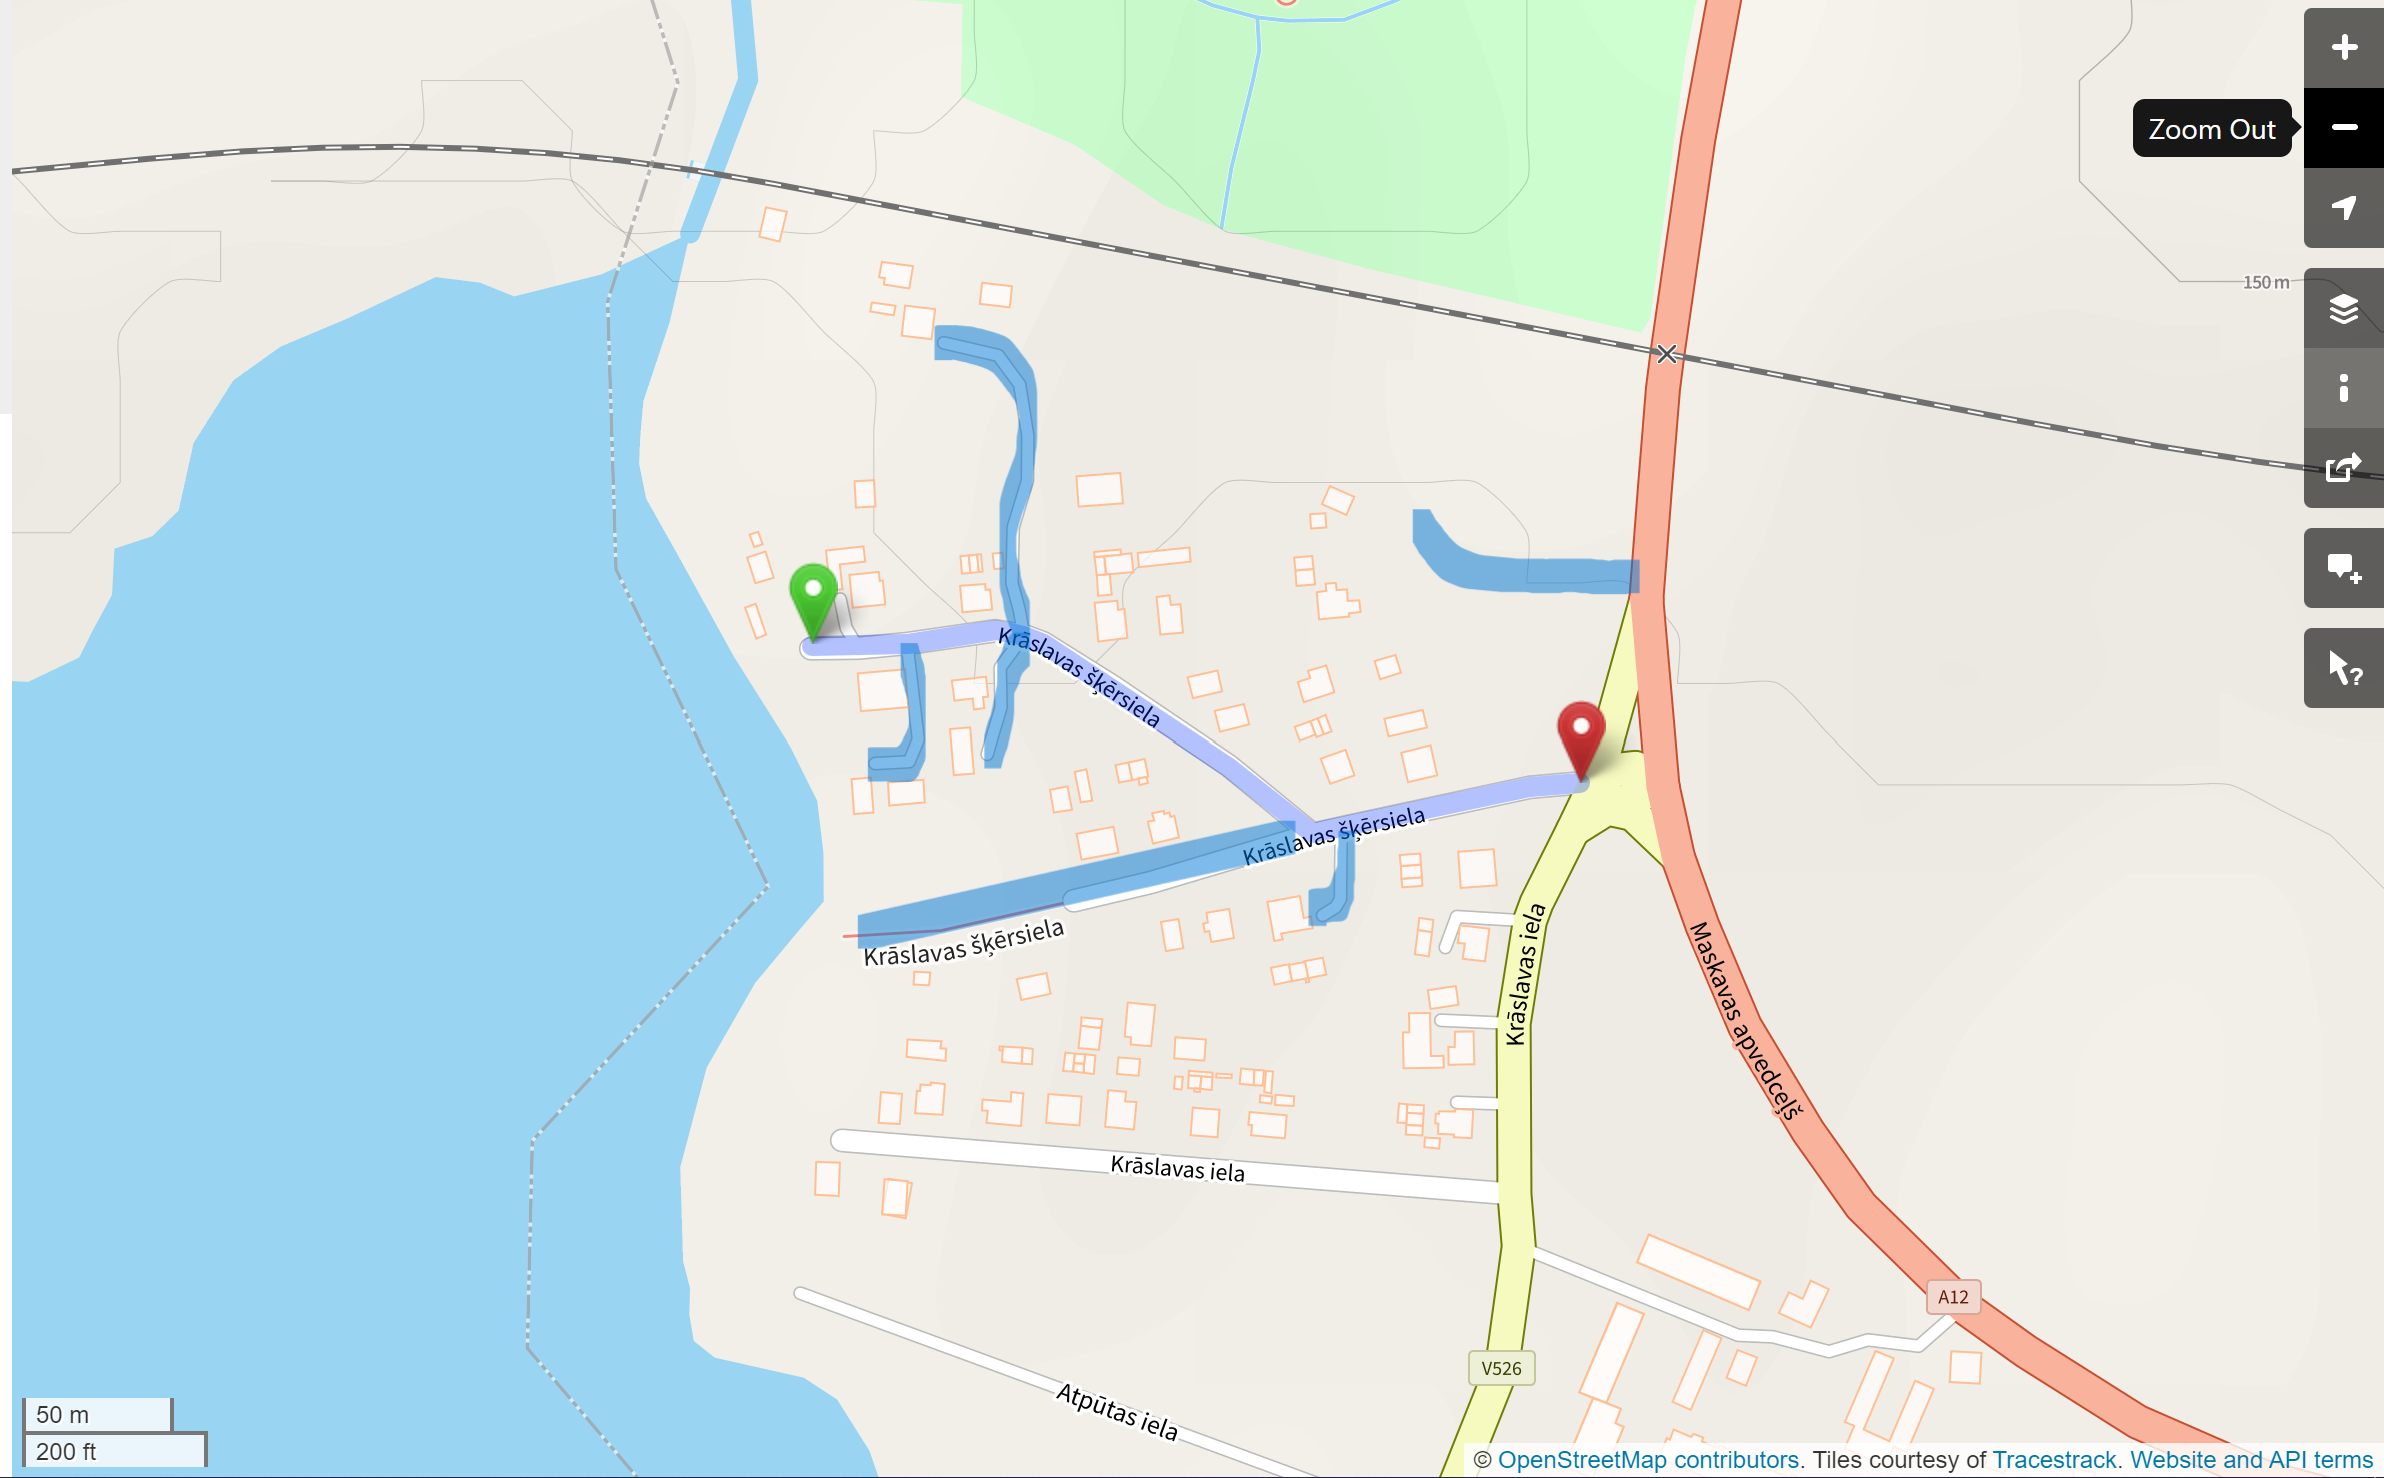 Zoom Out
150 m
Krāslavas šķērsiela
Krāslavas šķērsiela
Krāslavas šķērsiela
Krāslavas iela
Maskavas apvedceļš
Krāslavas iela
A12
V526
Atpūtas iela
50 m
200 ft
?
© OpenStreetMap contributors. Tiles courtesy of Tracestrack. Website and API terms